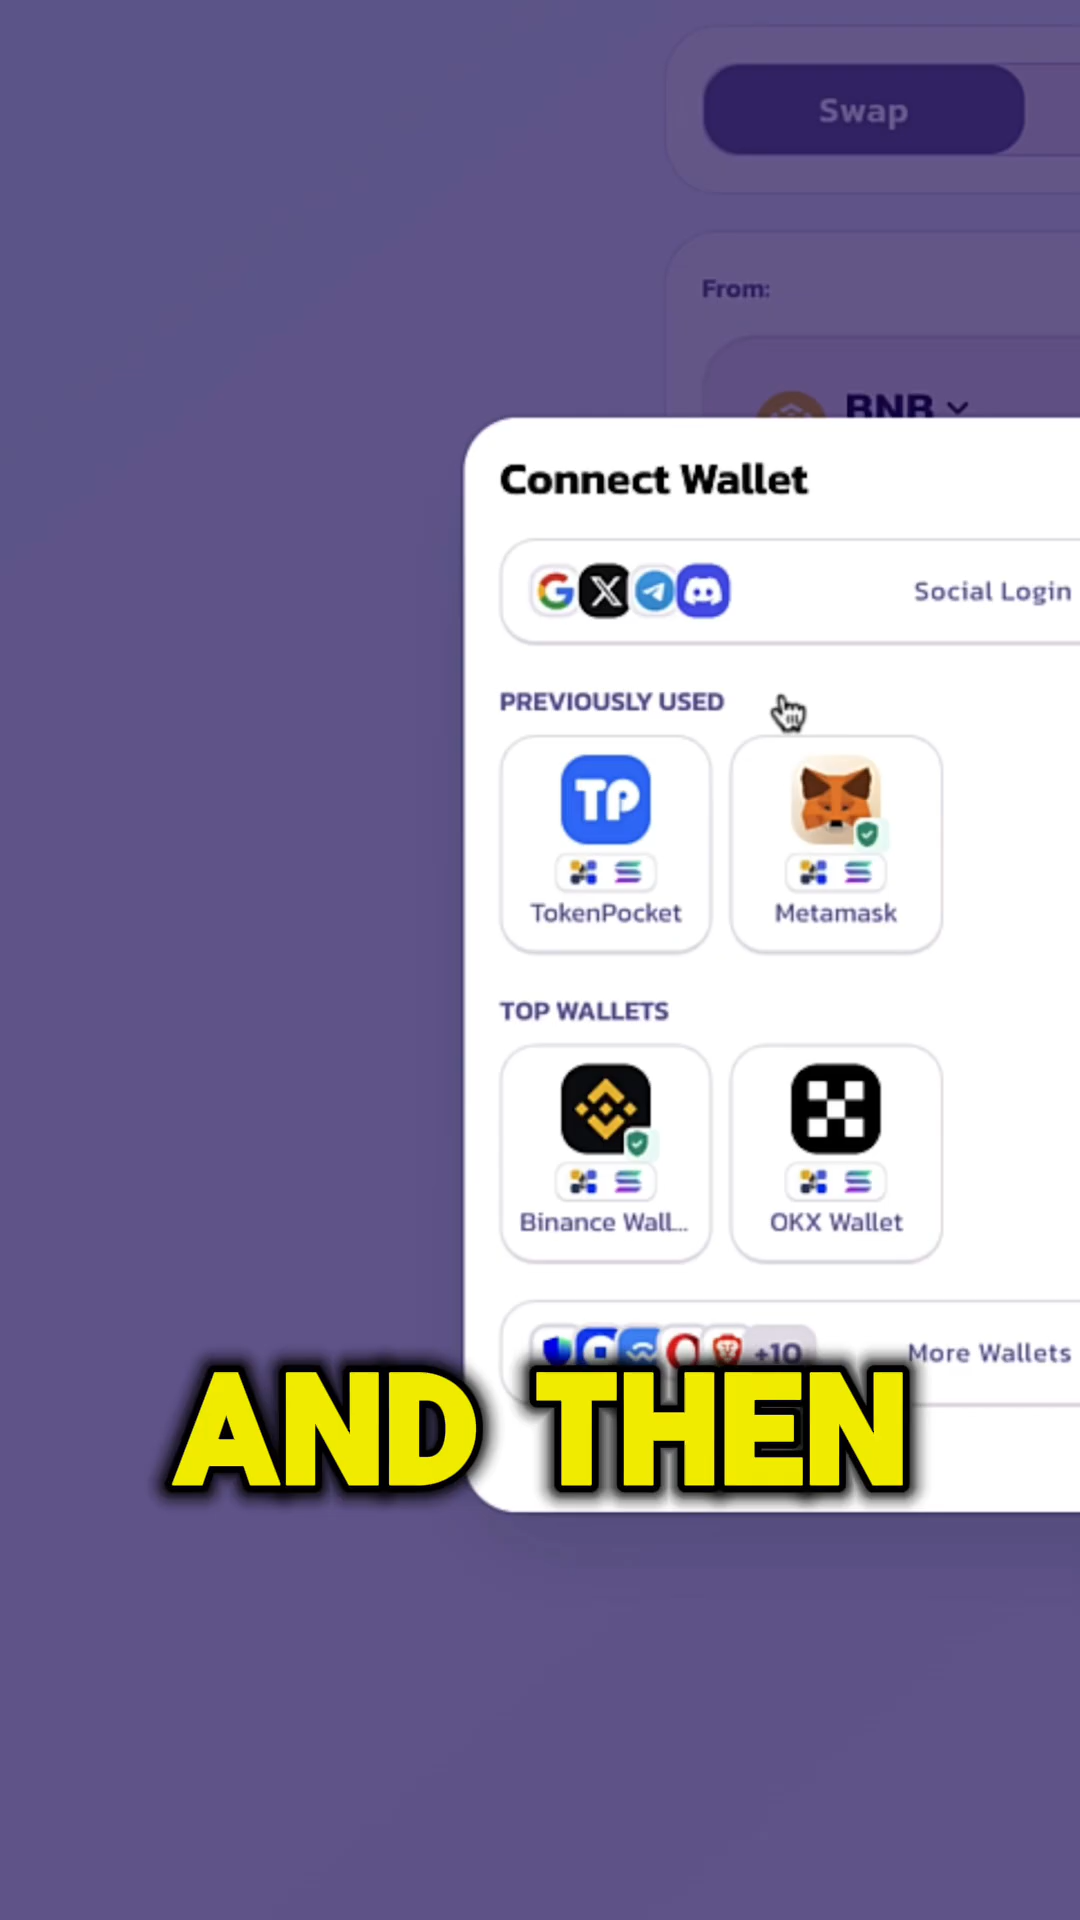 Swap
From:
BNB
Connect Wallet
Social Login
PREVIOUSLY USED
TP
TokenPocket
Metamask
TOP WALLETS
Binance Wall...
OKX Wallet
+10
More Wallets
AND THEN